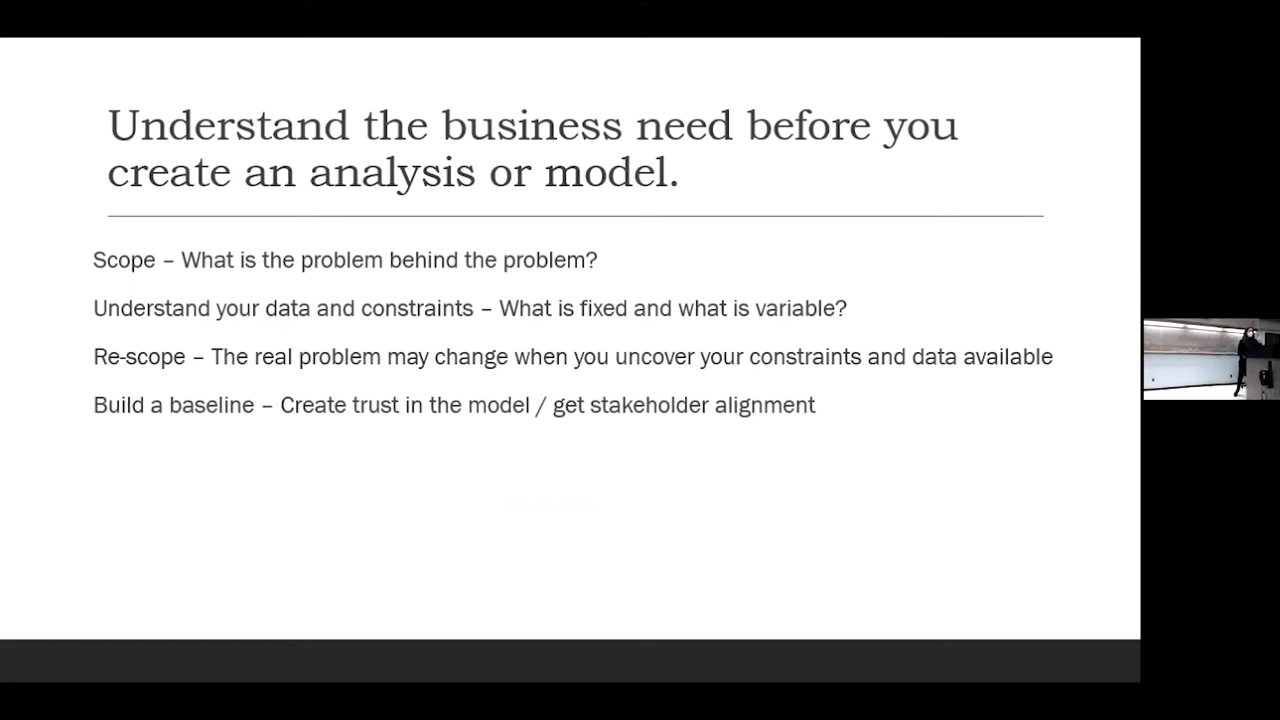 Understand the business need before you
create an analysis or model.
Scope – What is the problem behind the problem?
Understand your data and constraints – What is fixed and what is variable?
Re-scope – The real problem may change when you uncover your constraints and data available
Build a baseline – Create trust in the model / get stakeholder alignment